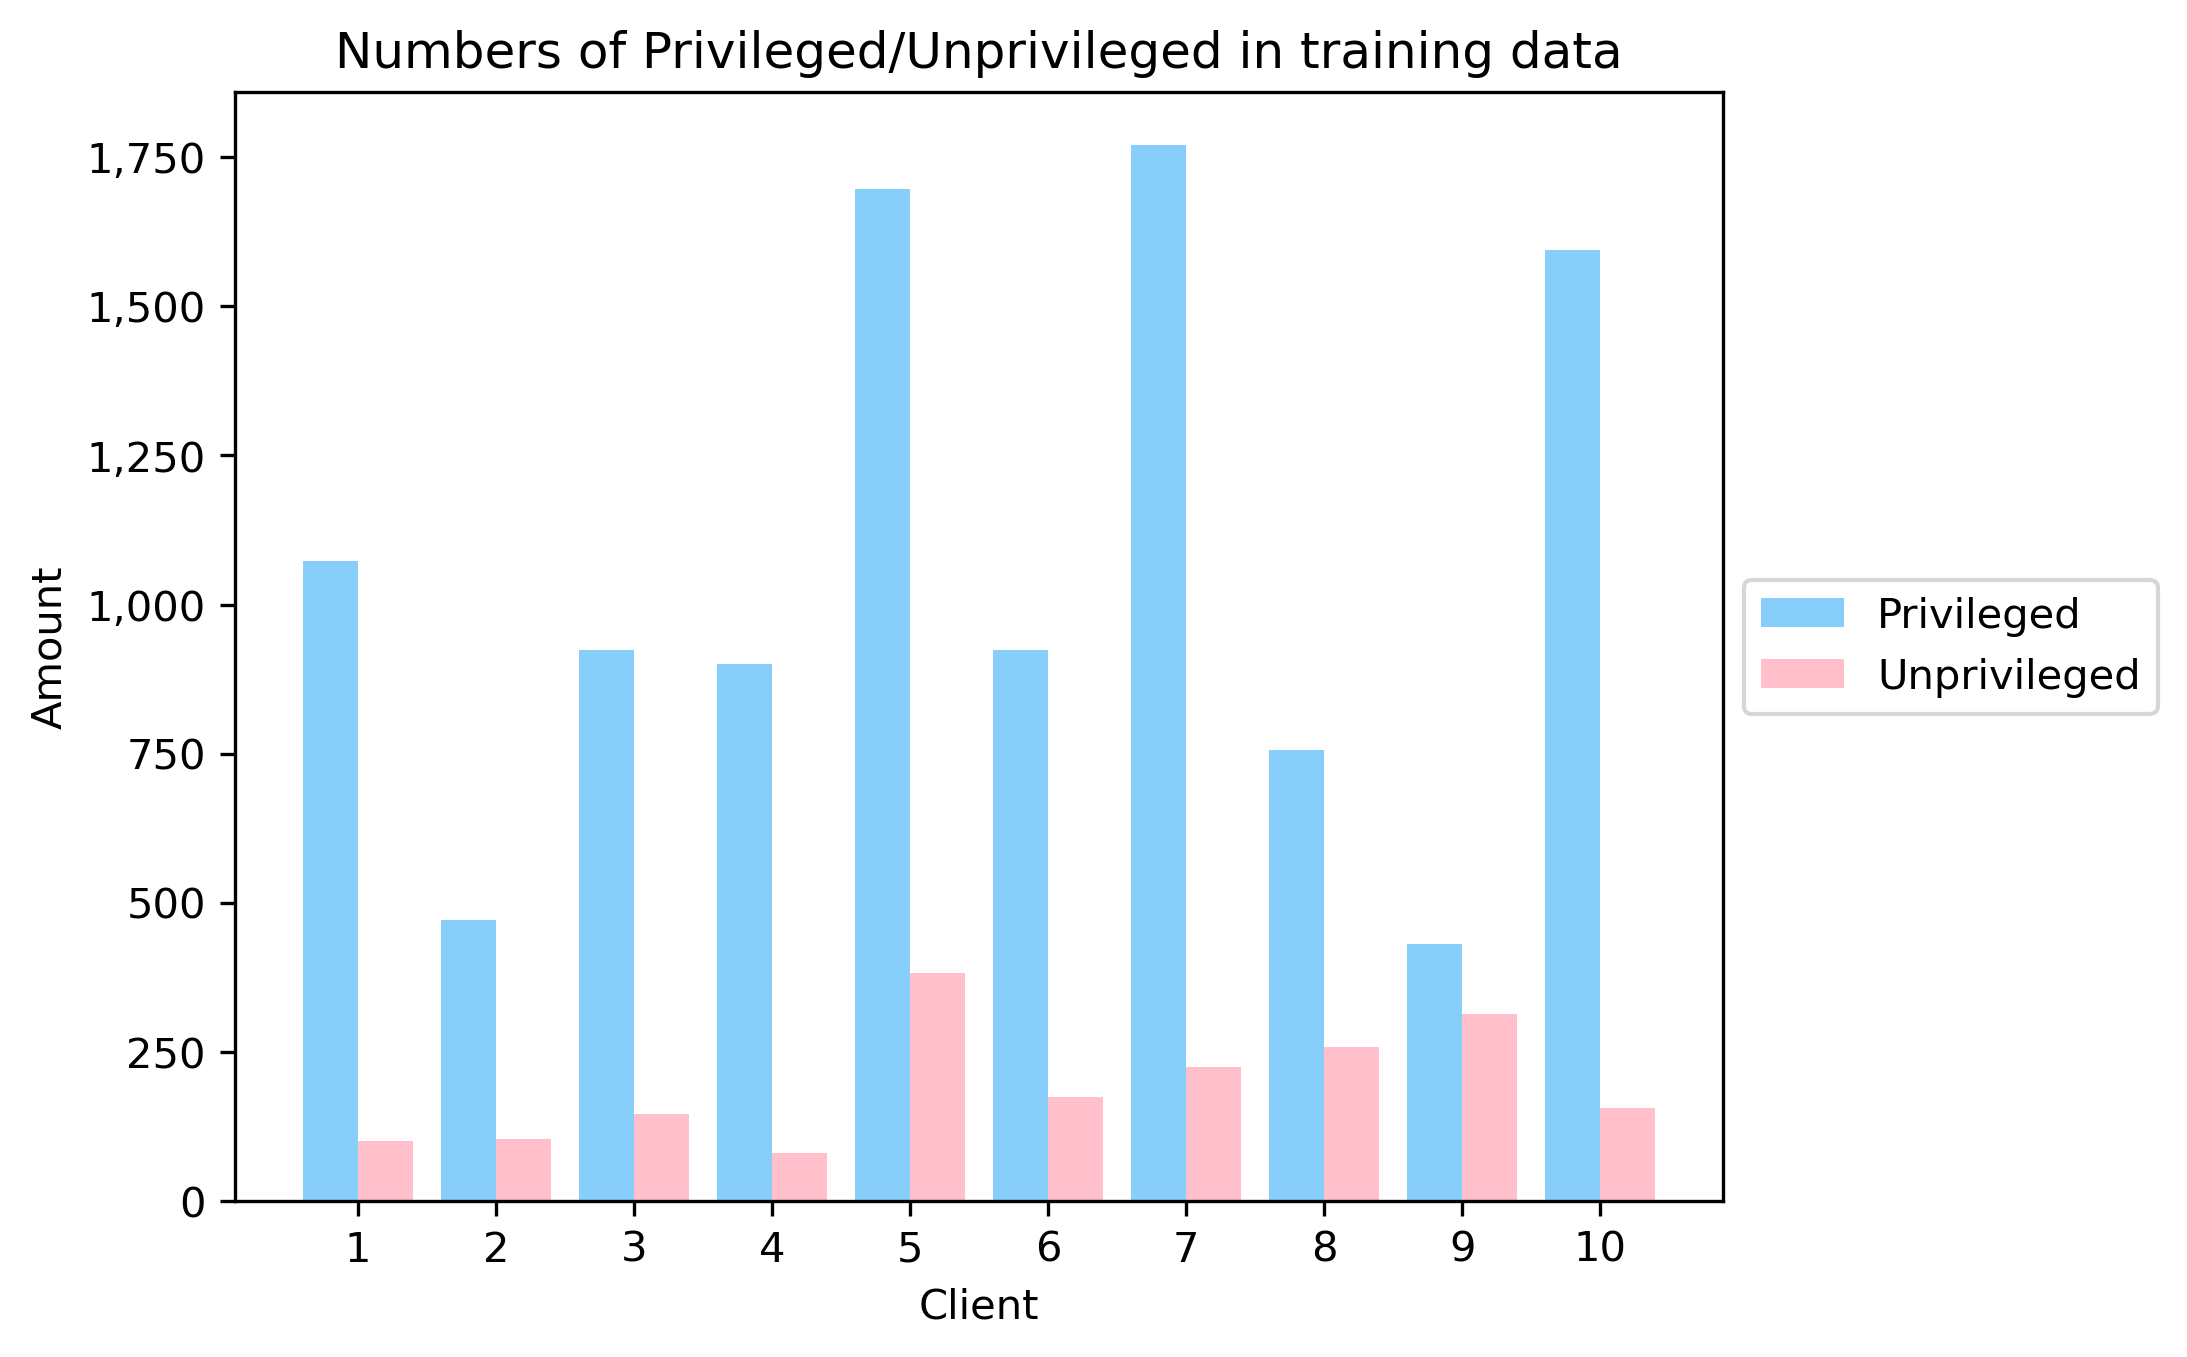 Numbers of Privileged/Unprivileged in training data
1,750
1,500
1,250
1,000
750
500
250
0
Amount
1 2 3 4 5 6 7 8 9 10
Client
Privileged
Unprivileged